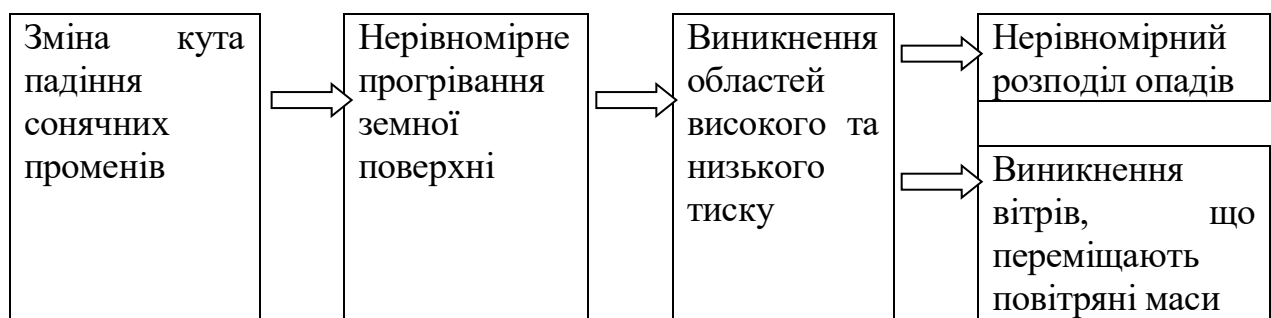 Зміна кута
падіння
сонячних
променів
Нерівномірне
прогрівання
земної
поверхні
Виникнення
областей
високого та
низького
тиску
Нерівномірний
розподіл опадів
Виникнення
вітрів, що
переміщають
повітряні маси